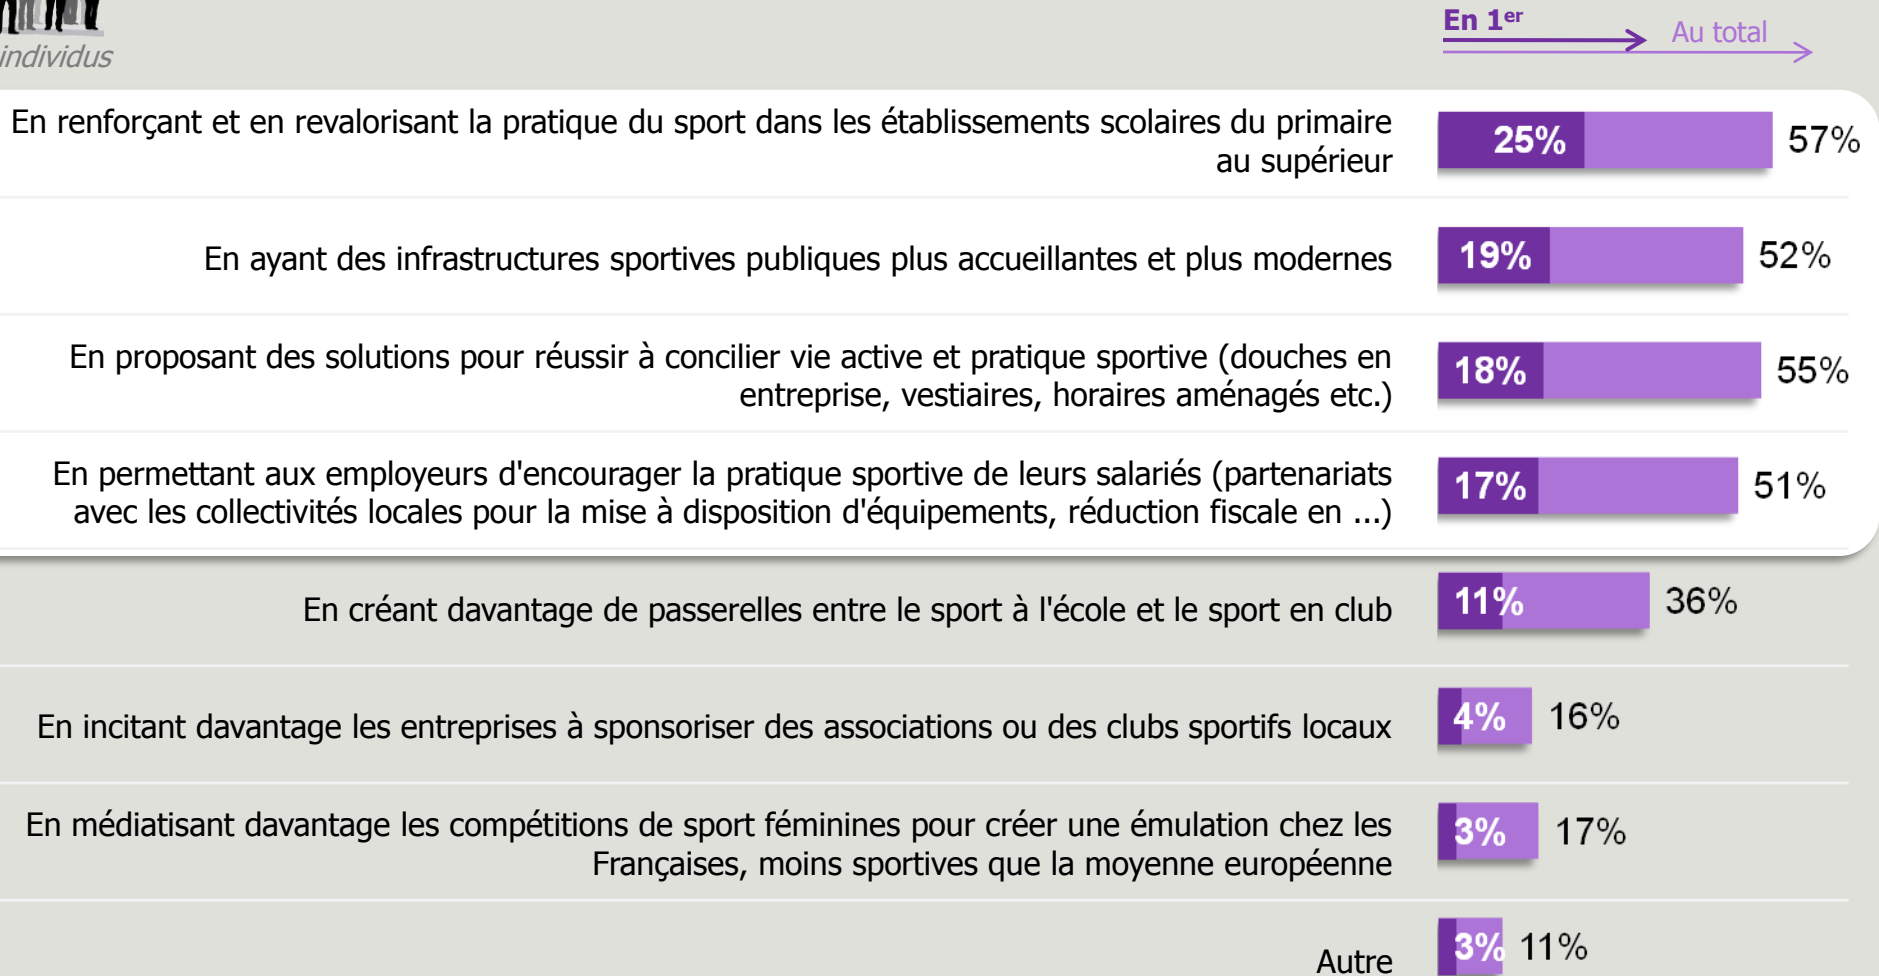 individus
En 1er
Au total
En renforçant et en revalorisant la pratique du sport dans les établissements scolaires du primaire
au supérieur
25%
57%
En ayant des infrastructures sportives publiques plus accueillantes et plus modernes
19%
52%
En proposant des solutions pour réussir à concilier vie active et pratique sportive (douches en
entreprise, vestiaires, horaires aménagés etc.)
18%
55%
En permettant aux employeurs d'encourager la pratique sportive de leurs salariés (partenariats
avec les collectivités locales pour la mise à disposition d'équipements, réduction fiscale en ...)
17%
51%
En créant davantage de passerelles entre le sport à l'école et le sport en club
11%
36%
En incitant davantage les entreprises à sponsoriser des associations ou des clubs sportifs locaux
4%
16%
En médiatisant davantage les compétitions de sport féminines pour créer une émulation chez les
Françaises, moins sportives que la moyenne européenne
3%
17%
Autre
3%
11%